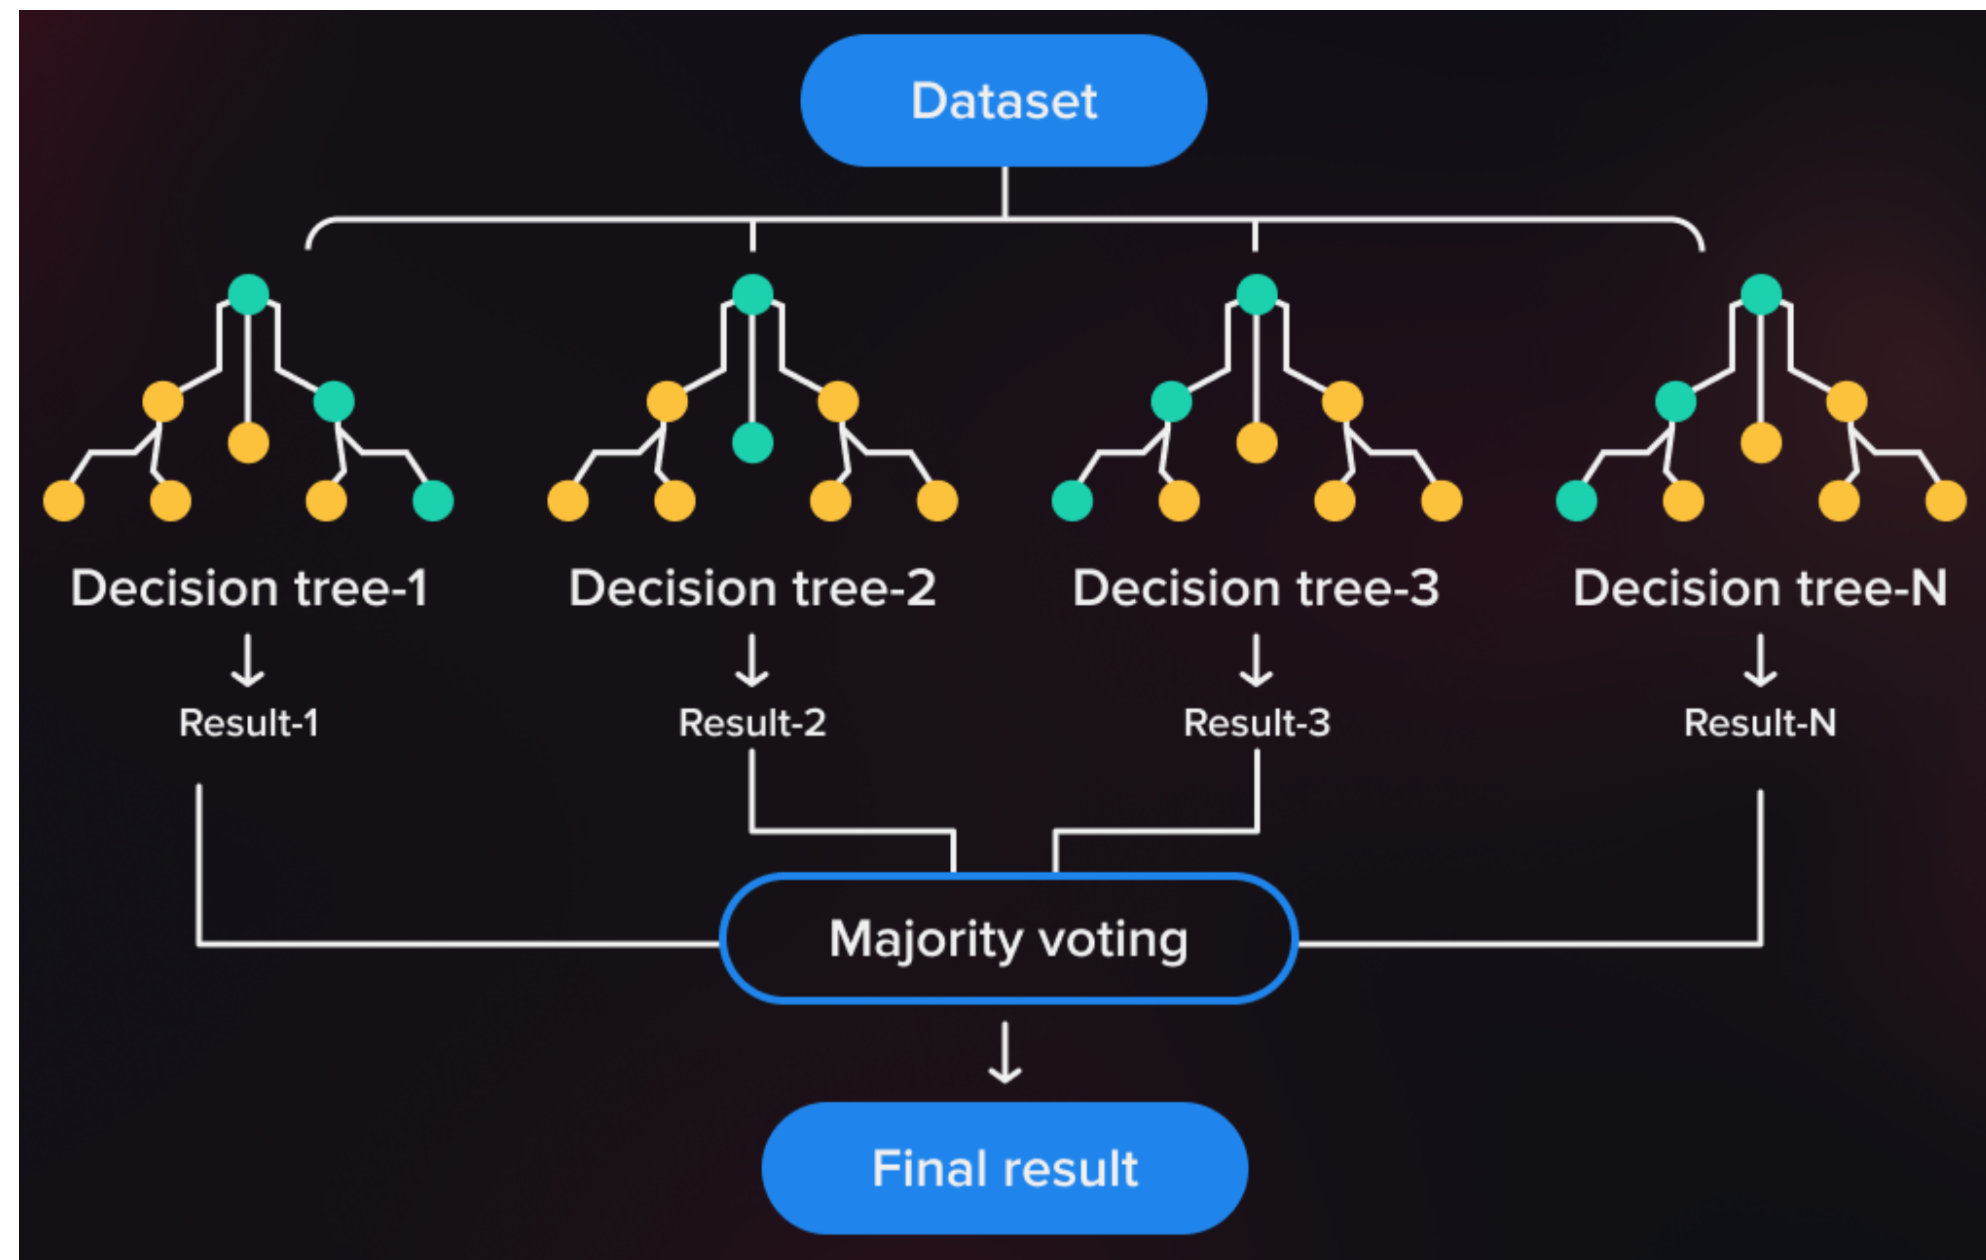 Dataset
Decision tree-1
Decision tree-2
Decision tree-3
Decision tree-N
Result-1
Result-2
Result-3
Result-N
Majority voting
Final result